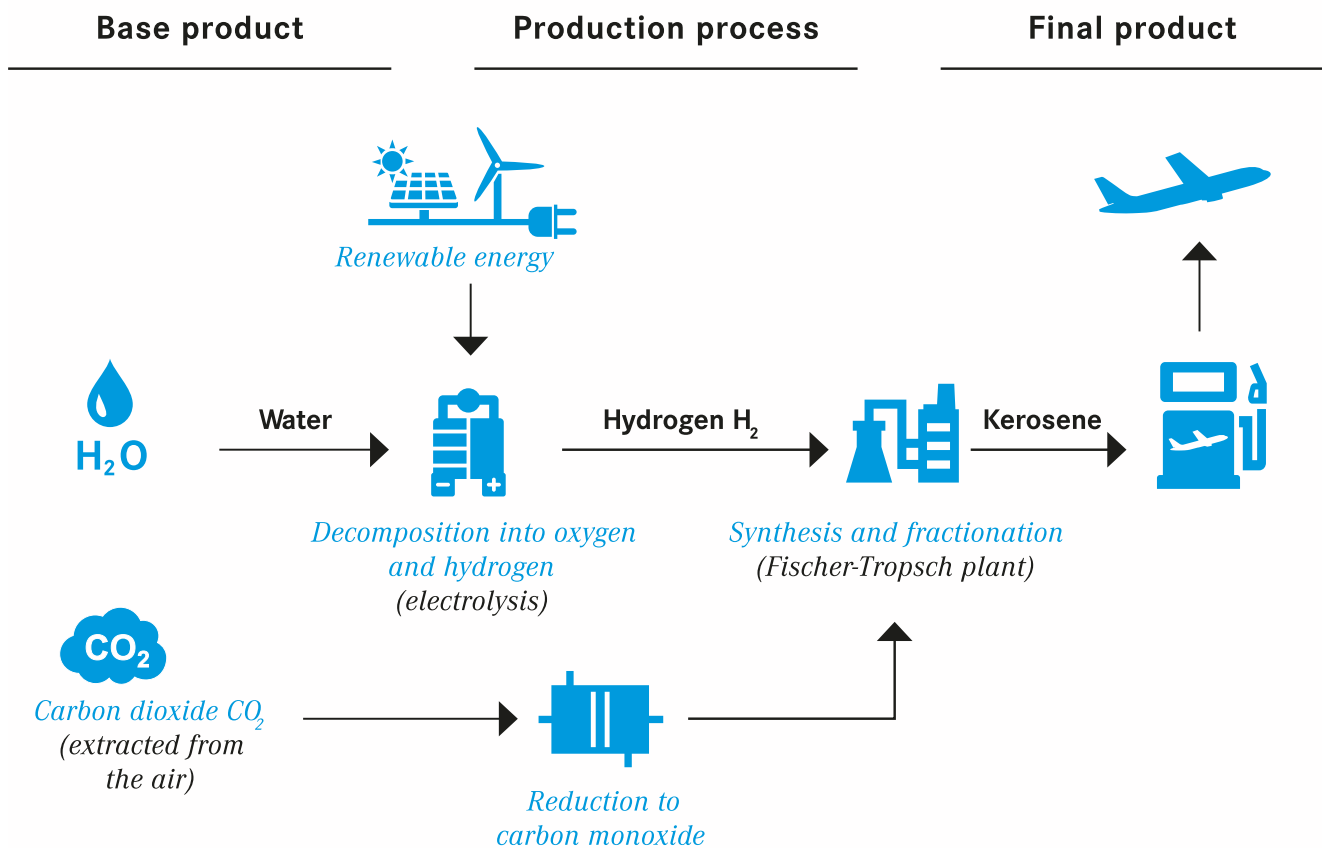 Base product
Production process
Final product
Renewable energy
H₂O
Water
Hydrogen H₂
Kerosene
Decomposition into oxygen
and hydrogen
(electrolysis)
Synthesis and fractionation
(Fischer-Tropsch plant)
CO₂
Carbon dioxide CO₂
(extracted from
the air)
Reduction to
carbon monoxide